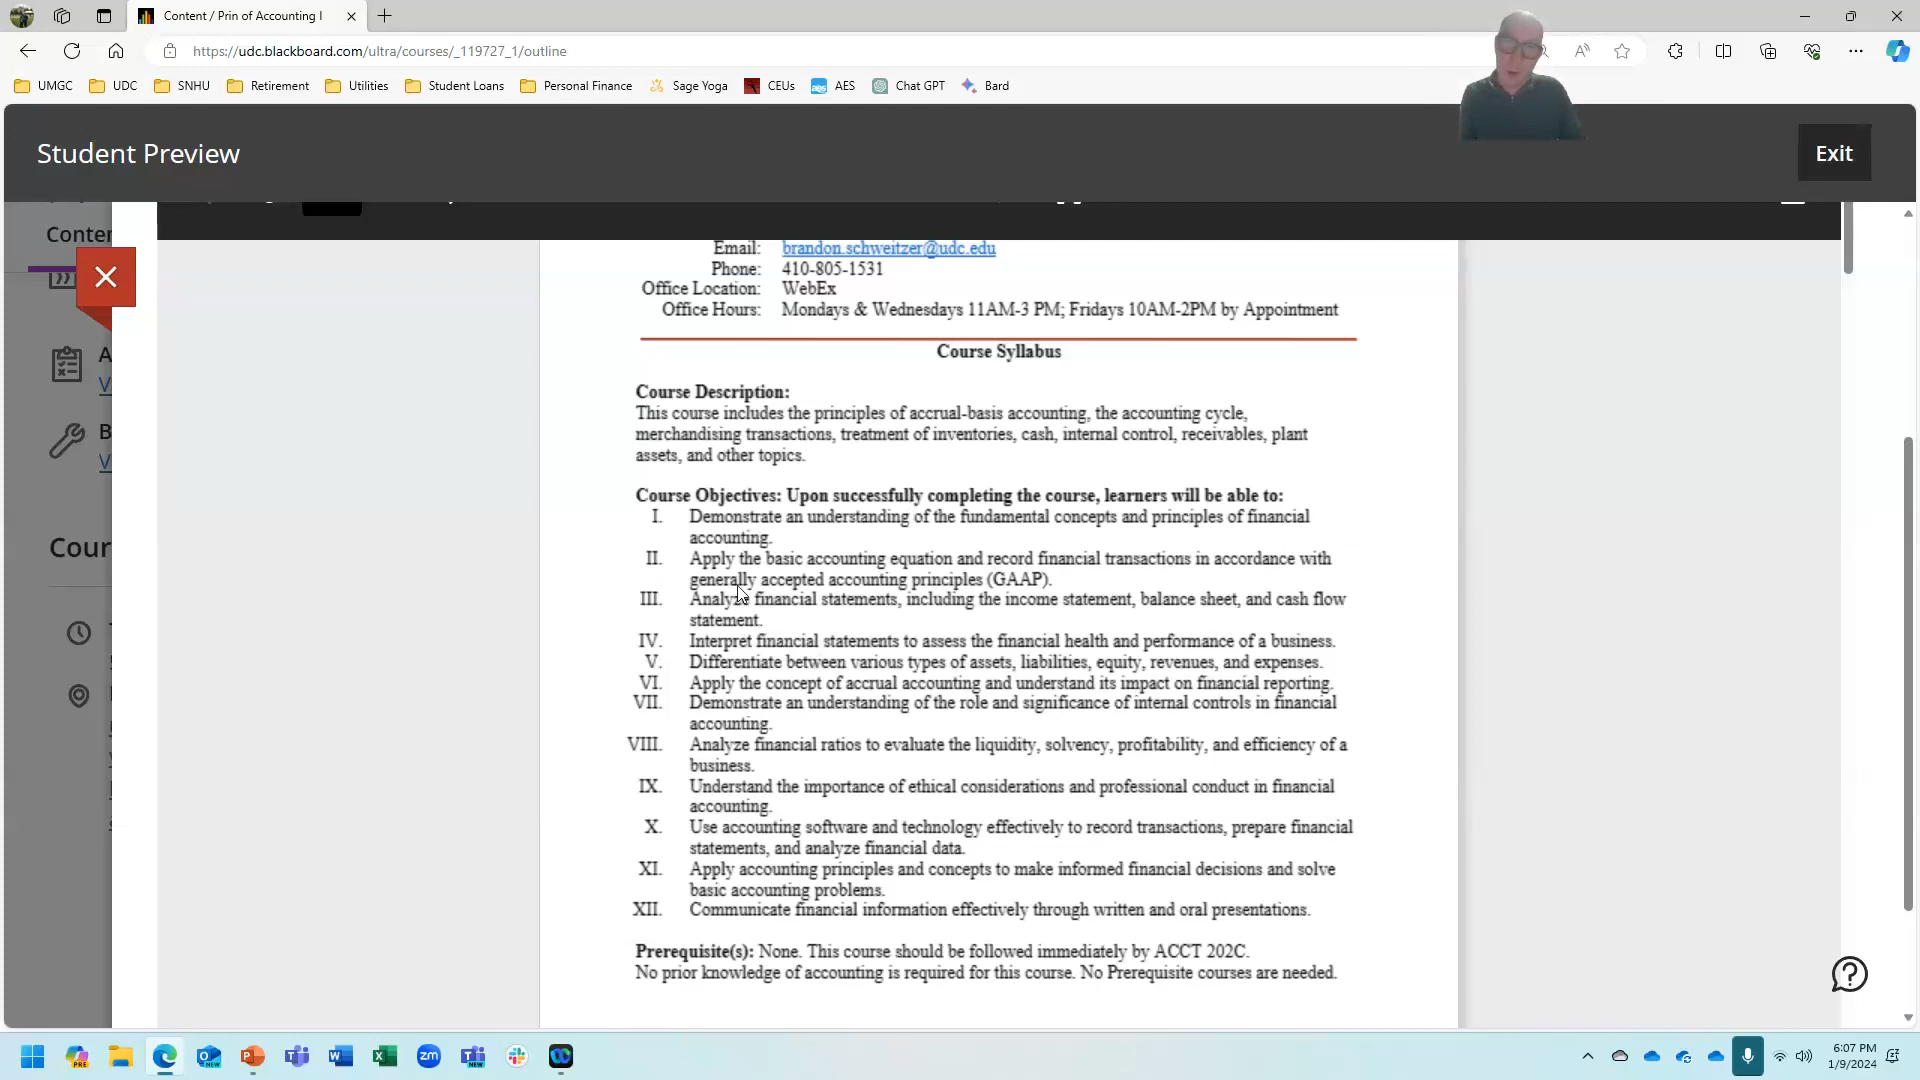 Content / Prin of Accounting I
https://udc.blackboard.com/ultra/courses/_119727_1/outline
UMGC UDC SNHU Retirement Utilities Student Loans Personal Finance Sage Yoga CEUs AES Chat GPT Bard
Student Preview
Exit
Conter
Email: brandon.schweitzer@udc.edu
Phone: 410-805-1531
Office Location: WebEx
Office Hours: Mondays & Wednesdays 11AM-3 PM; Fridays 10AM-2PM by Appointment
Course Syllabus
A
V
B
V
Cour
Course Description:
This course includes the principles of accrual-basis accounting, the accounting cycle,
merchandising transactions, treatment of inventories, cash, internal control, receivables, plant
assets, and other topics.
Course Objectives: Upon successfully completing the course, learners will be able to:
I. Demonstrate an understanding of the fundamental concepts and principles of financial
accounting.
II. Apply the basic accounting equation and record financial transactions in accordance with
generally accepted accounting principles (GAAP).
III. Analyze financial statements, including the income statement, balance sheet, and cash flow
statement.
IV. Interpret financial statements to assess the financial health and performance of a business.
V. Differentiate between various types of assets, liabilities, equity, revenues, and expenses.
VI. Apply the concept of accrual accounting and understand its impact on financial reporting.
VII. Demonstrate an understanding of the role and significance of internal controls in financial
accounting.
VIII. Analyze financial ratios to evaluate the liquidity, solvency, profitability, and efficiency of a
business.
IX. Understand the importance of ethical considerations and professional conduct in financial
accounting.
X. Use accounting software and technology effectively to record transactions, prepare financial
statements, and analyze financial data.
XI. Apply accounting principles and concepts to make informed financial decisions and solve
basic accounting problems.
XII. Communicate financial information effectively through written and oral presentations.
Prerequisite(s): None. This course should be followed immediately by ACCT 202C.
No prior knowledge of accounting is required for this course. No Prerequisite courses are needed.
6:07 PM
1/9/2024